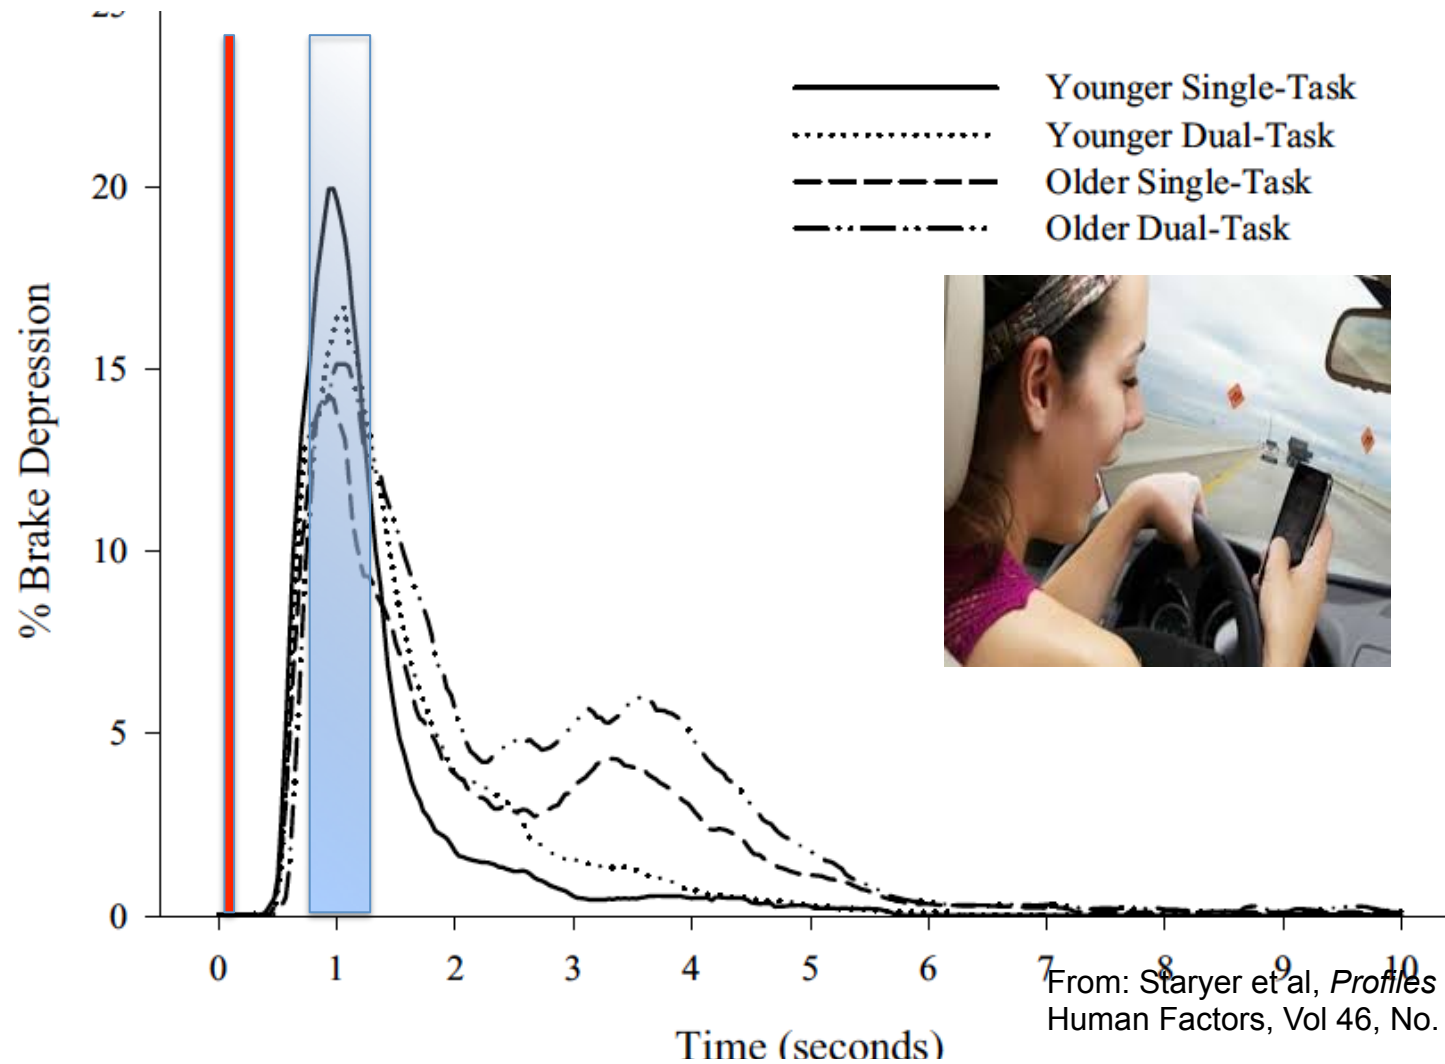 25
Younger Single-Task
Younger Dual-Task
20
Older Single-Task
Older Dual-Task
% Brake Depression
15
10
5
0
0 1 2 3 4 5 6 7 8 9 10
From: Staryer et al, Profiles
Human Factors, Vol 46, No.
Time (seconds)